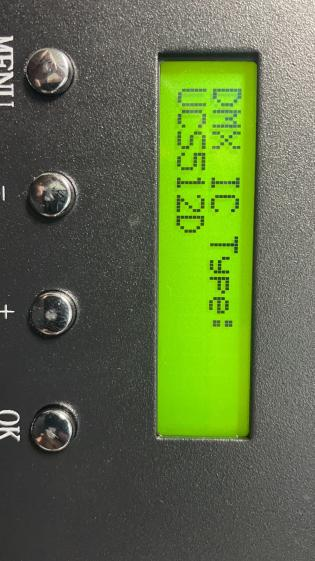 DMX IC Type:
UCS512D
MENU
-
+
OK